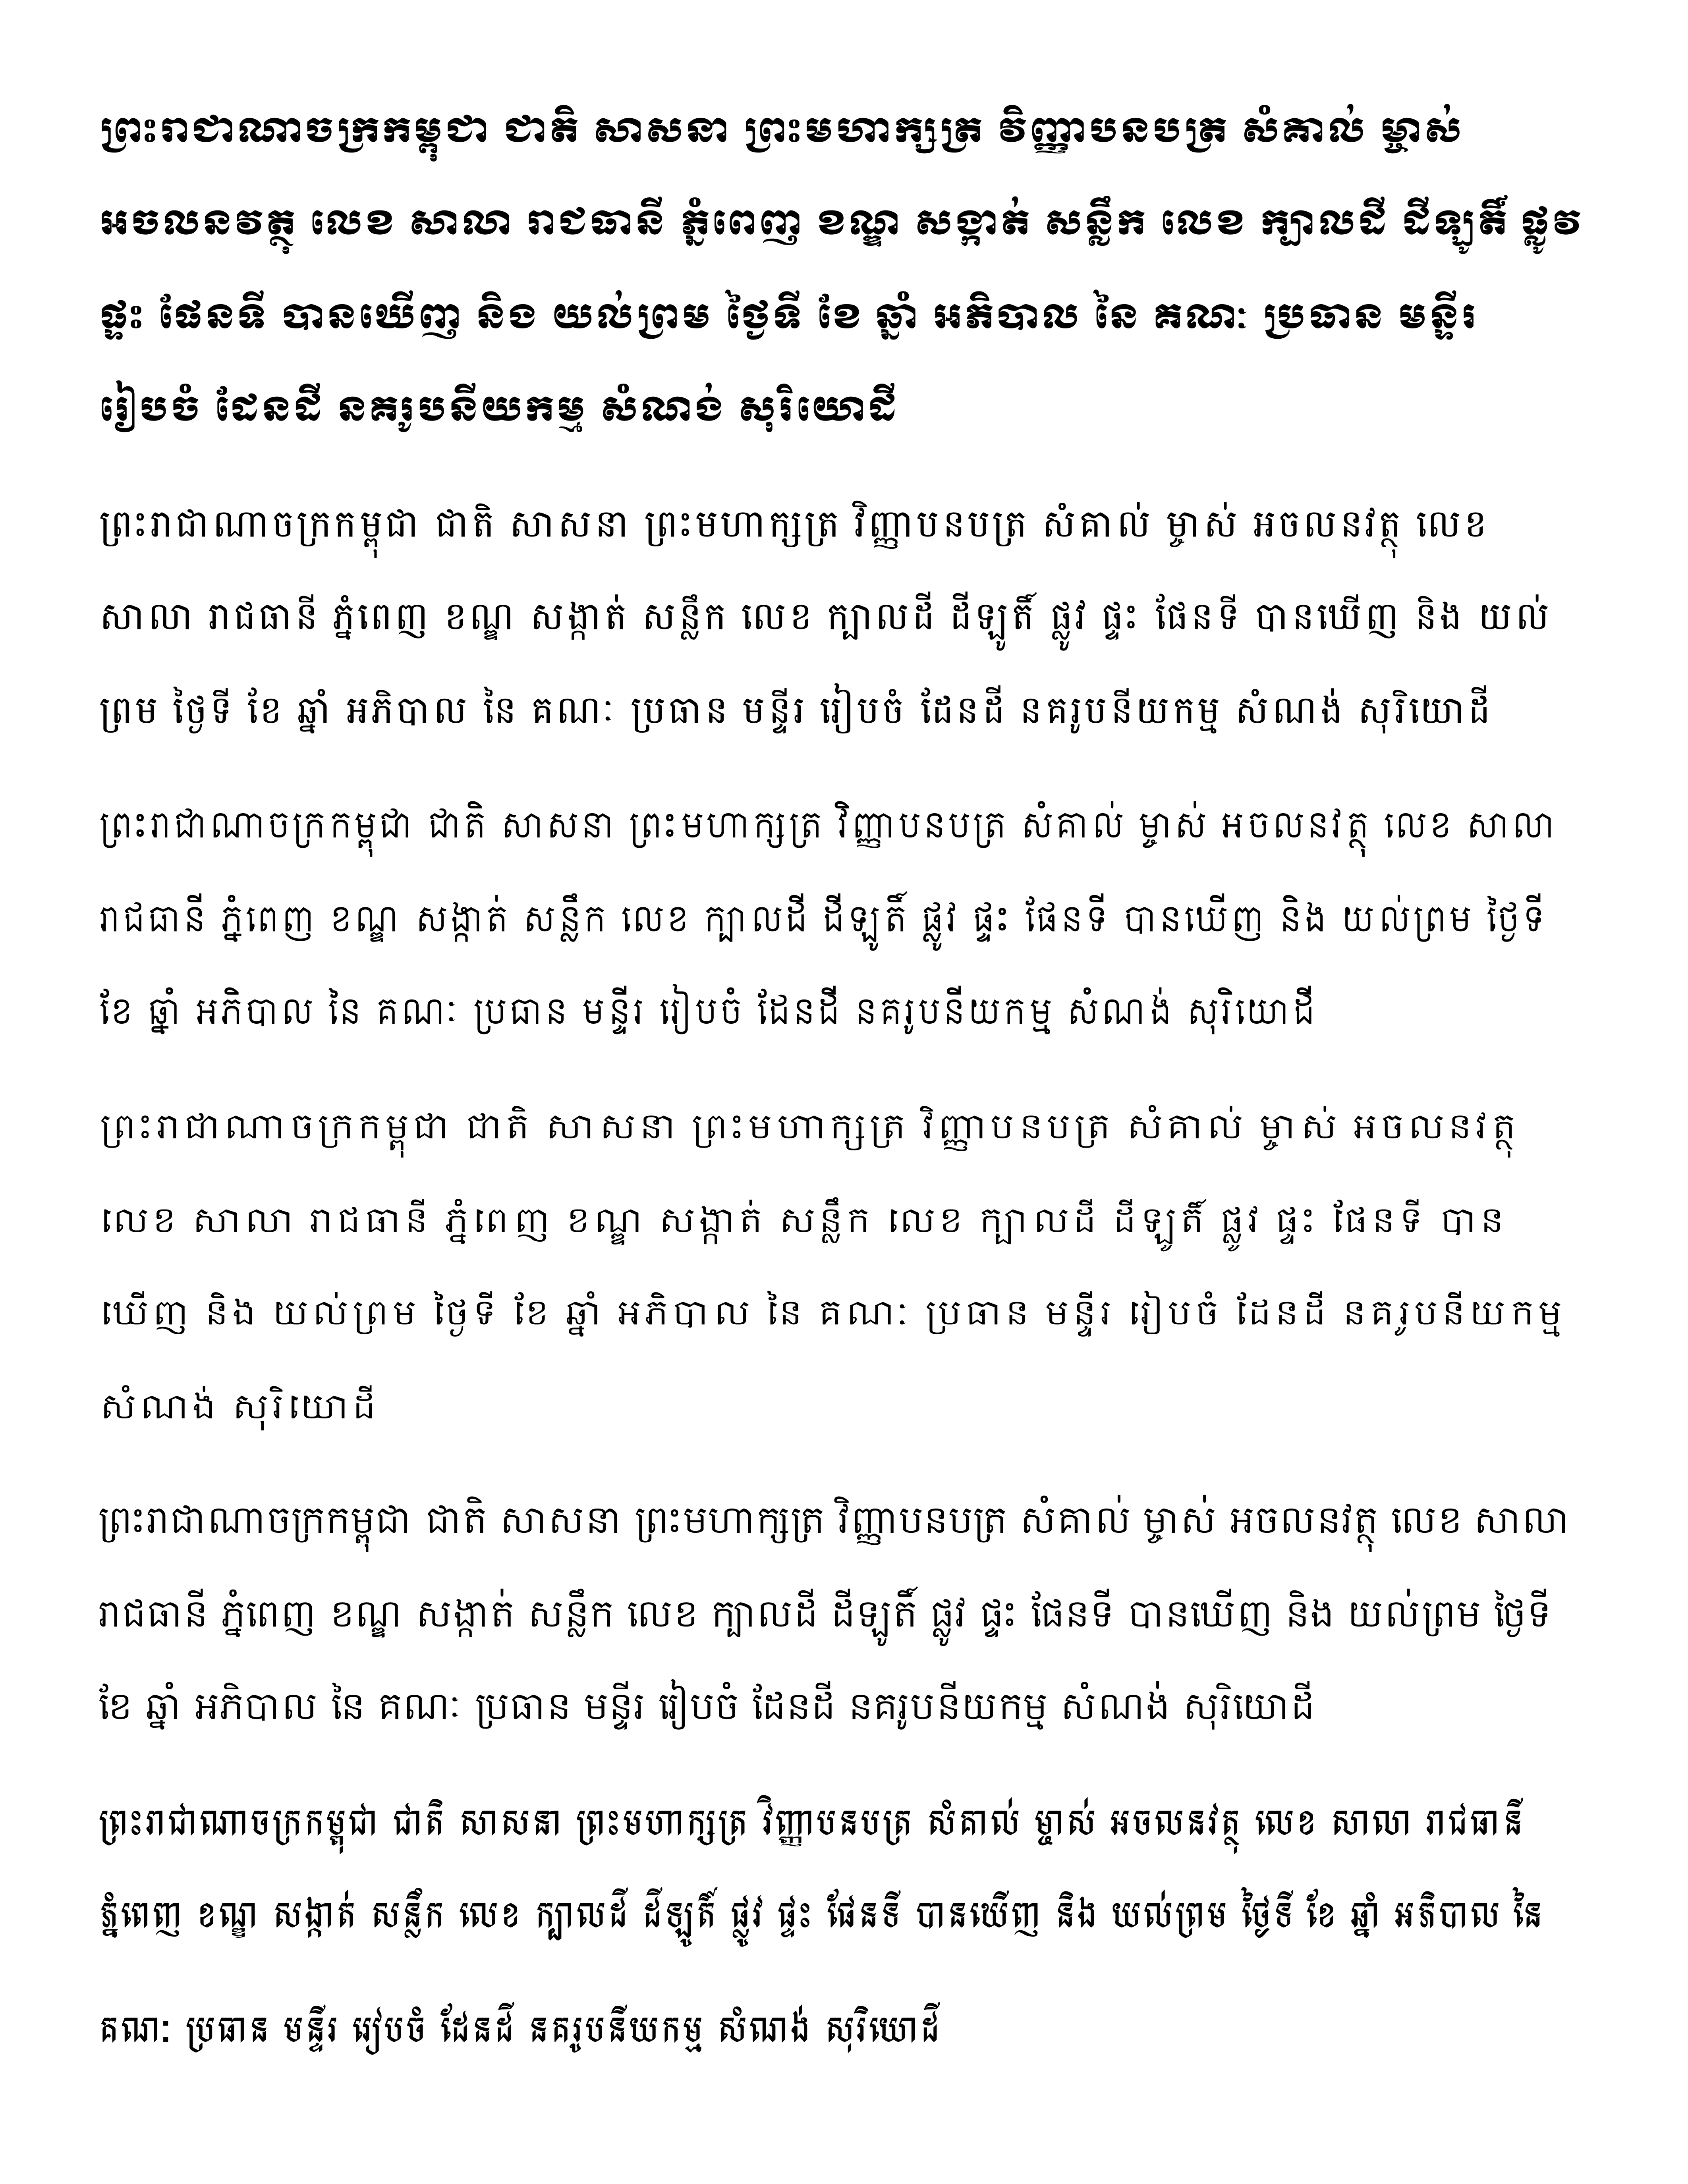 ព្រះរាជាណាចក្រកកម្ពុជា ជាតិ សាសនា ព្រះមហាក្សត្រ វិញ្ញាបនបត្រ សំគាល់ ម្ចាស់
អចលនវត្ថុ លេខ សាលា រាជធានី ភ្នំពេញ ខណ្ឌ សង្កាត់ សន្លឹក លេខ ក្បាលដី ដីឡូតិ៍ ផ្លូវ
ផ្ទះ ផែនទី បានឃើញ និង យល់ព្រម ថ្ងៃទី ខែ ឆ្នាំ អភិបាល នៃ គណៈ ប្រធាន មន្ទីរ
រៀបចំ ដែនដី នគរូបនីយកម្ម សំណង់ សុរិយោដី
ព្រះរាជាណាចក្រកកម្ពុជា ជាតិ សាសនា ព្រះមហាក្សត្រ វិញ្ញាបនបត្រ សំគាល់ ម្ចាស់ អចលនវត្ថុ លេខ
សាលា រាជធានី ភ្នំពេញ ខណ្ឌ សង្កាត់ សន្លឹក លេខ ក្បាលដី ដីឡូតិ៍ ផ្លូវ ផ្ទះ ផែនទី បានឃើញ និង យល់
ព្រម ថ្ងៃទី ខែ ឆ្នាំ អភិបាល នៃ គណៈ ប្រធាន មន្ទីរ រៀបចំ ដែនដី នគរូបនីយកម្ម សំណង់ សុរិយោដី
ព្រះរាជាណាចក្រកកម្ពុជា ជាតិ សាសនា ព្រះមហាក្សត្រ វិញ្ញាបនបត្រ សំគាល់ ម្ចាស់ អចលនវត្ថុ លេខ សាលា
រាជធានី ភ្នំពេញ ខណ្ឌ សង្កាត់ សន្លឹក លេខ ក្បាលដី ដីឡូតិ៍ ផ្លូវ ផ្ទះ ផែនទី បានឃើញ និង យល់ព្រម ថ្ងៃទី
ខែ ឆ្នាំ អភិបាល នៃ គណៈ ប្រធាន មន្ទីរ រៀបចំ ដែនដី នគរូបនីយកម្ម សំណង់ សុរិយោដី
ព្រះរាជាណាចក្រកកម្ពុជា ជាតិ សាសនា ព្រះមហាក្សត្រ វិញ្ញាបនបត្រ សំគាល់ ម្ចាស់ អចលនវត្ថុ
លេខ សាលា រាជធានី ភ្នំពេញ ខណ្ឌ សង្កាត់ សន្លឹក លេខ ក្បាលដី ដីឡូតិ៍ ផ្លូវ ផ្ទះ ផែនទី បាន
ឃើញ និង យល់ព្រម ថ្ងៃទី ខែ ឆ្នាំ អភិបាល នៃ គណៈ ប្រធាន មន្ទីរ រៀបចំ ដែនដី នគរូបនីយកម្ម
សំណង់ សុរិយោដី
ព្រះរាជាណាចក្រកកម្ពុជា ជាតិ សាសនា ព្រះមហាក្សត្រ វិញ្ញាបនបត្រ សំគាល់ ម្ចាស់ អចលនវត្ថុ លេខ សាលា
រាជធានី ភ្នំពេញ ខណ្ឌ សង្កាត់ សន្លឹក លេខ ក្បាលដី ដីឡូតិ៍ ផ្លូវ ផ្ទះ ផែនទី បានឃើញ និង យល់ព្រម ថ្ងៃទី
ខែ ឆ្នាំ អភិបាល នៃ គណៈ ប្រធាន មន្ទីរ រៀបចំ ដែនដី នគរូបនីយកម្ម សំណង់ សុរិយោដី
ព្រះរាជាណាចក្រកកម្ពុជា ជាតិ សាសនា ព្រះមហាក្សត្រ វិញ្ញាបនបត្រ សំគាល់ ម្ចាស់ អចលនវត្ថុ លេខ សាលា រាជធានី
ភ្នំពេញ ខណ្ឌ សង្កាត់ សន្លឹក លេខ ក្បាលដី ដីឡូតិ៍ ផ្លូវ ផ្ទះ ផែនទី បានឃើញ និង យល់ព្រម ថ្ងៃទី ខែ ឆ្នាំ អភិបាល នៃ
គណៈ ប្រធាន មន្ទីរ រៀបចំ ដែនដី នគរូបនីយកម្ម សំណង់ សុរិយោដី